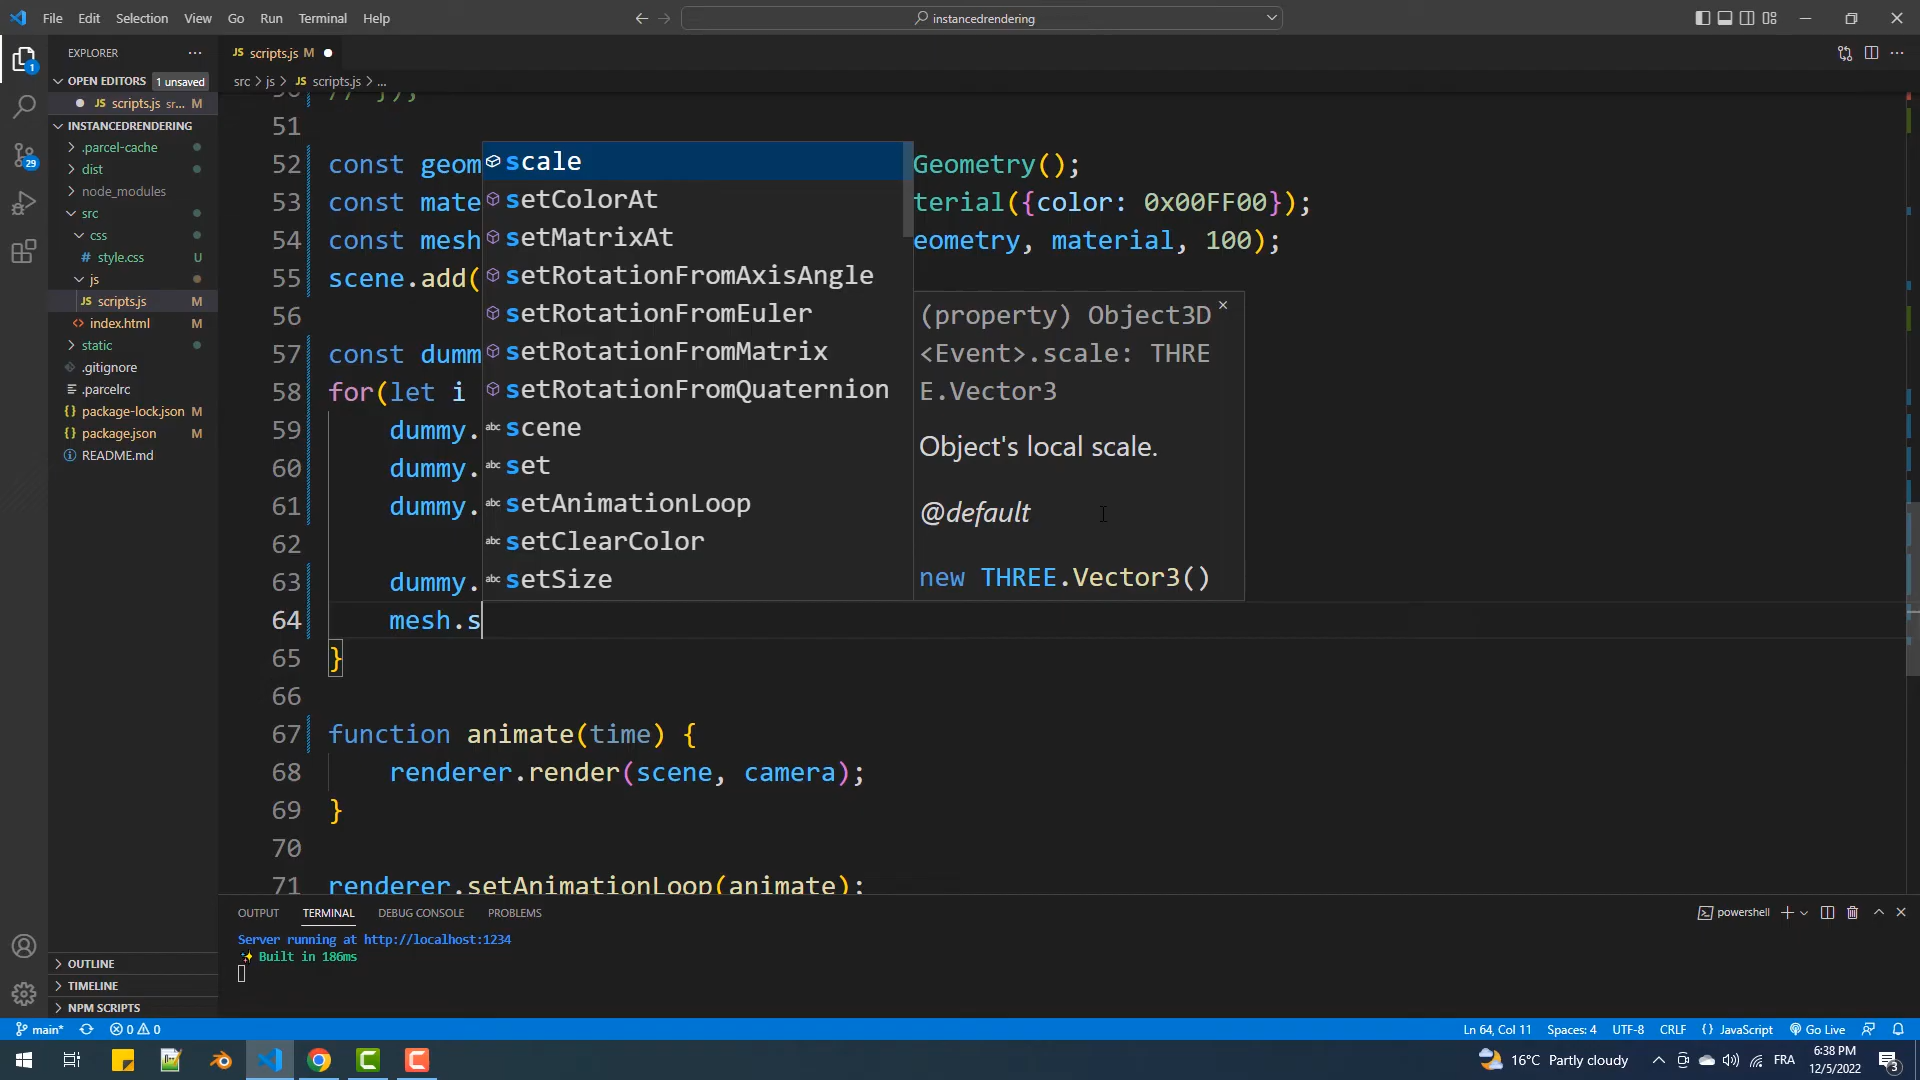 File Edit Selection View Go Run Terminal Help
instancedrendering
EXPLORER
OPEN EDITORS 1 unsaved
JS scripts.js sr... M
INSTANCEDRENDERING
.parcel-cache
dist
node_modules
src
css
# style.css U
js
JS scripts.js M
<> index.html M
static
.gitignore
.parcelrc
{} package-lock.json M
{} package.json M
README.md
OUTLINE
TIMELINE
NPM SCRIPTS
1
29
JS scripts.js M
src > js > JS scripts.js > ...
50 // });
51
52 const geom
Geometry();
53 const mate
terial({color: 0x00FF00});
54 const mesh
eometry, material, 100);
55 scene.add(
56
57 const dumm
58 for(let i
59 dummy.
60 dummy.
61 dummy.
62
63 dummy.
64 mesh.s
65 }
66
67 function animate(time) {
68 renderer.render(scene, camera);
69 }
70
71 renderer.setAnimationLoop(animate);
scale
setColorAt
setMatrixAt
setRotationFromAxisAngle
setRotationFromEuler
setRotationFromMatrix
setRotationFromQuaternion
abc scene
abc set
abc setAnimationLoop
abc setClearColor
abc setSize
(property) Object3D
<Event>.scale: THRE
E.Vector3
Object's local scale.
@default
new THREE.Vector3()
OUTPUT TERMINAL DEBUG CONSOLE PROBLEMS
powershell
Server running at http://localhost:1234
Built in 186ms
main* 0 0
Ln 64, Col 11 Spaces: 4 UTF-8 CRLF {} JavaScript Go Live
16°C Partly cloudy
FRA
6:38 PM
12/5/2022
3